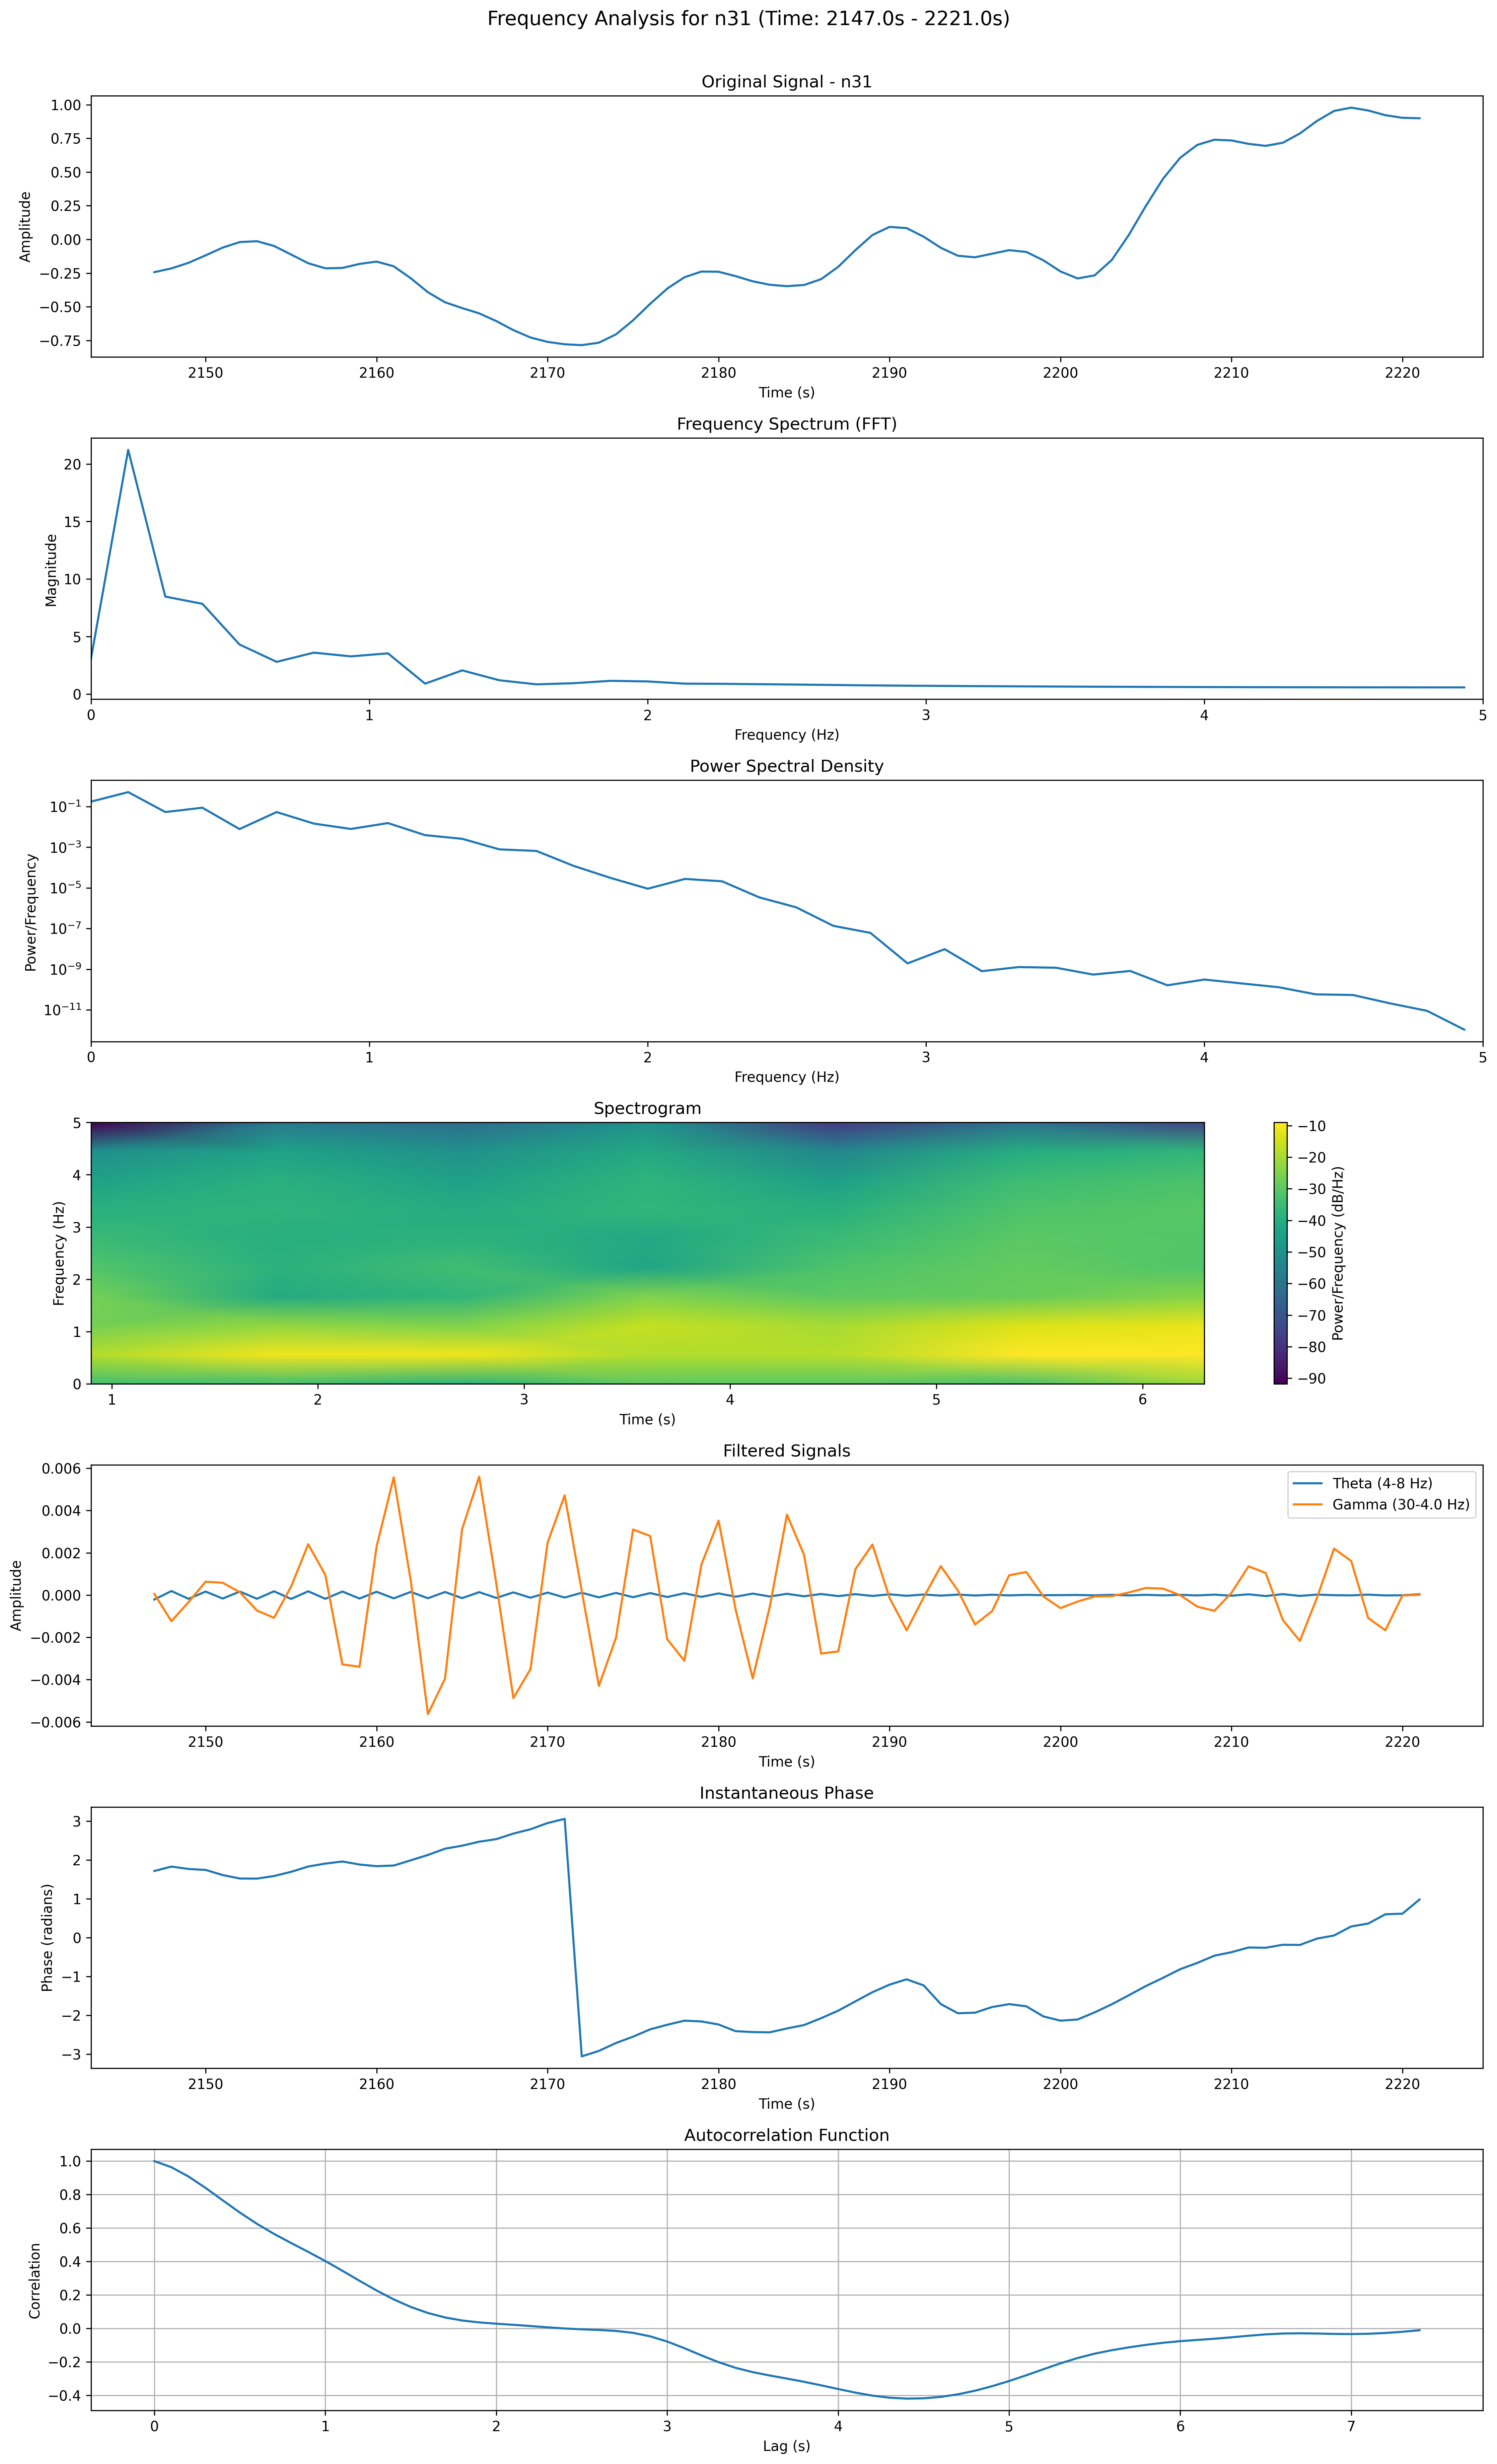 Frequency Analysis for n31 (Time: 2147.0s - 2221.0s)
Original Signal - n31
1.00
0.75
0.50
0.25
0.00
−0.25
−0.50
−0.75
Amplitude
2150 2160 2170 2180 2190 2200 2210 2220
Time (s)
Frequency Spectrum (FFT)
20
15
10
5
0
Magnitude
0 1 2 3 4 5
Frequency (Hz)
Power Spectral Density
10⁻¹
10⁻³
10⁻⁵
10⁻⁷
10⁻⁹
10⁻¹¹
Power/Frequency
0 1 2 3 4 5
Frequency (Hz)
Spectrogram
5
4
3
2
1
0
Frequency (Hz)
1 2 3 4 5 6
Time (s)
−10
−20
−30
−40
−50
−60
−70
−80
−90
Power/Frequency (dB/Hz)
Filtered Signals
0.006
0.004
0.002
0.000
−0.002
−0.004
−0.006
Amplitude
Theta (4-8 Hz)
Gamma (30-4.0 Hz)
2150 2160 2170 2180 2190 2200 2210 2220
Time (s)
Instantaneous Phase
3
2
1
0
−1
−2
−3
Phase (radians)
2150 2160 2170 2180 2190 2200 2210 2220
Time (s)
Autocorrelation Function
1.0
0.8
0.6
0.4
0.2
0.0
−0.2
−0.4
Correlation
0 1 2 3 4 5 6 7
Lag (s)